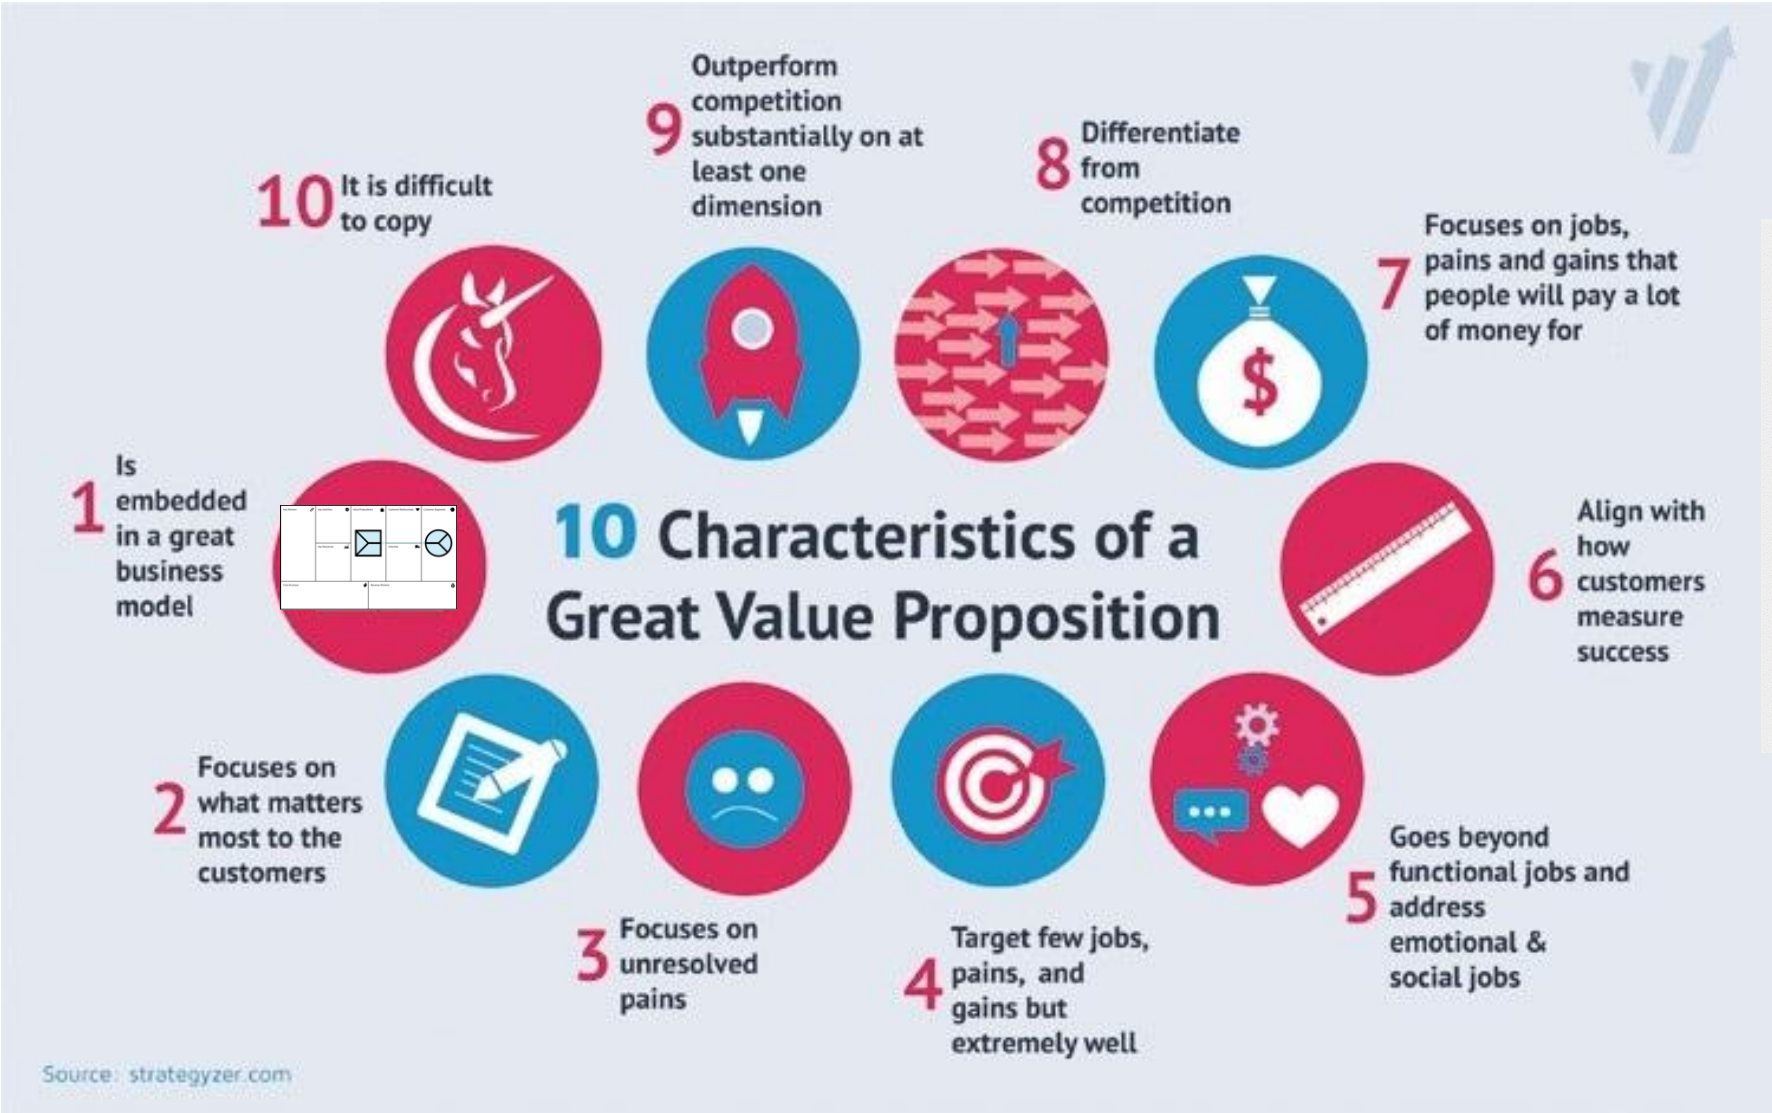 10 Characteristics of a
Great Value Proposition
1
Is
embedded
in a great
business
model
2
Focuses on
what matters
most to the
customers
3
Focuses on
unresolved
pains
4
Target few jobs,
pains, and
gains but
extremely well
5
Goes beyond
functional jobs and
address
emotional &
social jobs
6
Align with
how
customers
measure
success
7
Focuses on jobs,
pains and gains that
people will pay a lot
of money for
$
8
Differentiate
from
competition
9
Outperform
competition
substantially on at
least one
dimension
10
It is difficult
to copy
Source: strategyzer.com